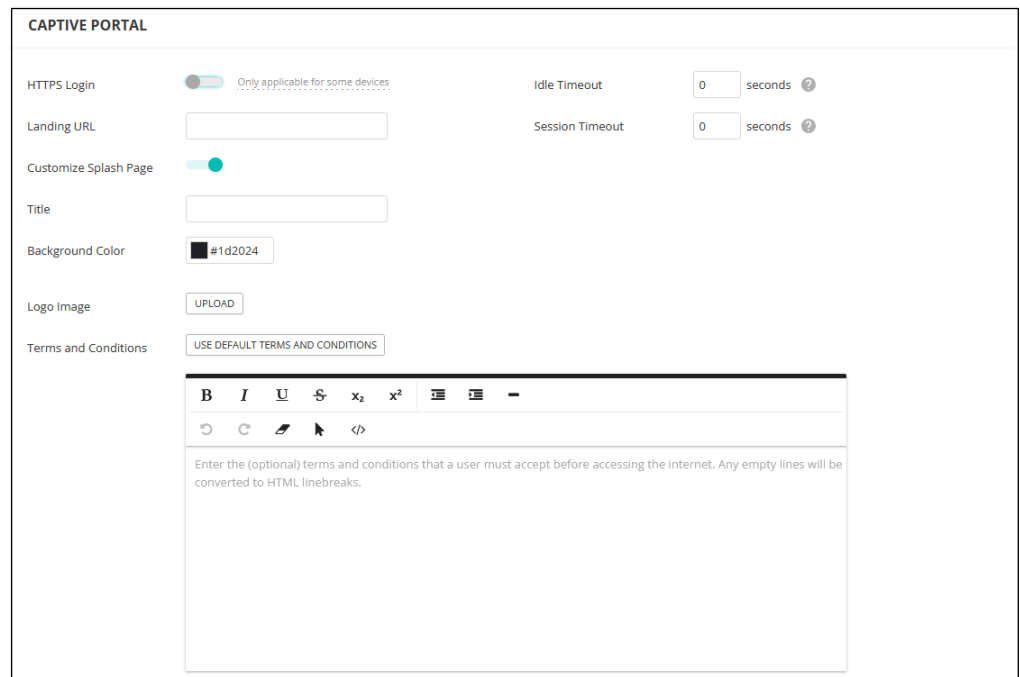 CAPTIVE PORTAL
HTTPS Login
Only applicable for some devices
Idle Timeout
0
seconds
?
Landing URL
Session Timeout
0
seconds
?
Customize Splash Page
Title
Background Color
#1d2024
Logo Image
UPLOAD
Terms and Conditions
USE DEFAULT TERMS AND CONDITIONS
B I U S x₂ x²
</>
Enter the (optional) terms and conditions that a user must accept before accessing the internet. Any empty lines will be
converted to HTML linebreaks.